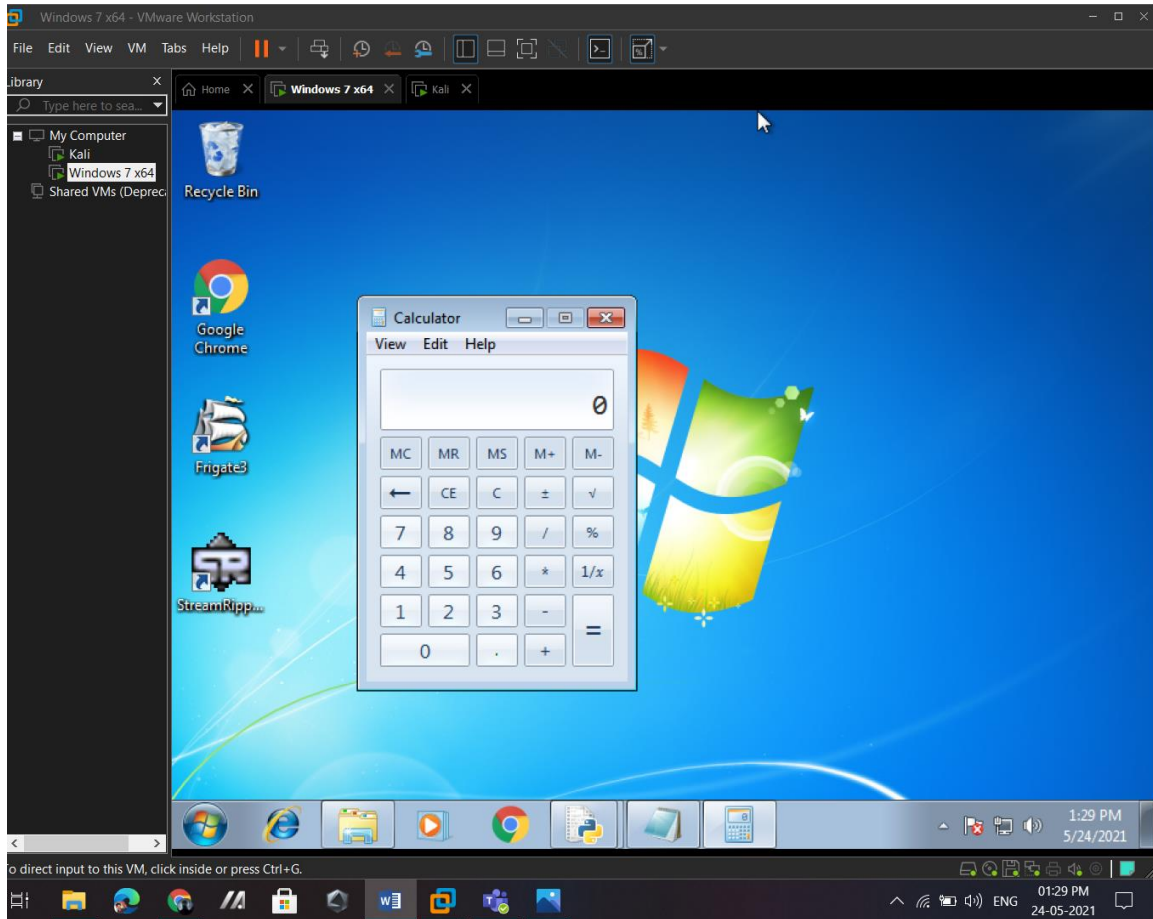 Windows 7 x64 - VMware Workstation
File Edit View VM Tabs Help
Library X
Type here to sea...
Home Windows 7 x64 Kali
My Computer
Kali
Windows 7 x64
Shared VMs (Depreca
Recycle Bin
Google
Chrome
Frigate3
StreamRipp...
Calculator
View Edit Help
0
MC MR MS M+ M-
← CE C ± √
7 8 9 / %
4 5 6 * 1/x
1 2 3 - =
0 . +
1:29 PM
5/24/2021
o direct input to this VM, click inside or press Ctrl+G.
ENG
01:29 PM
24-05-2021